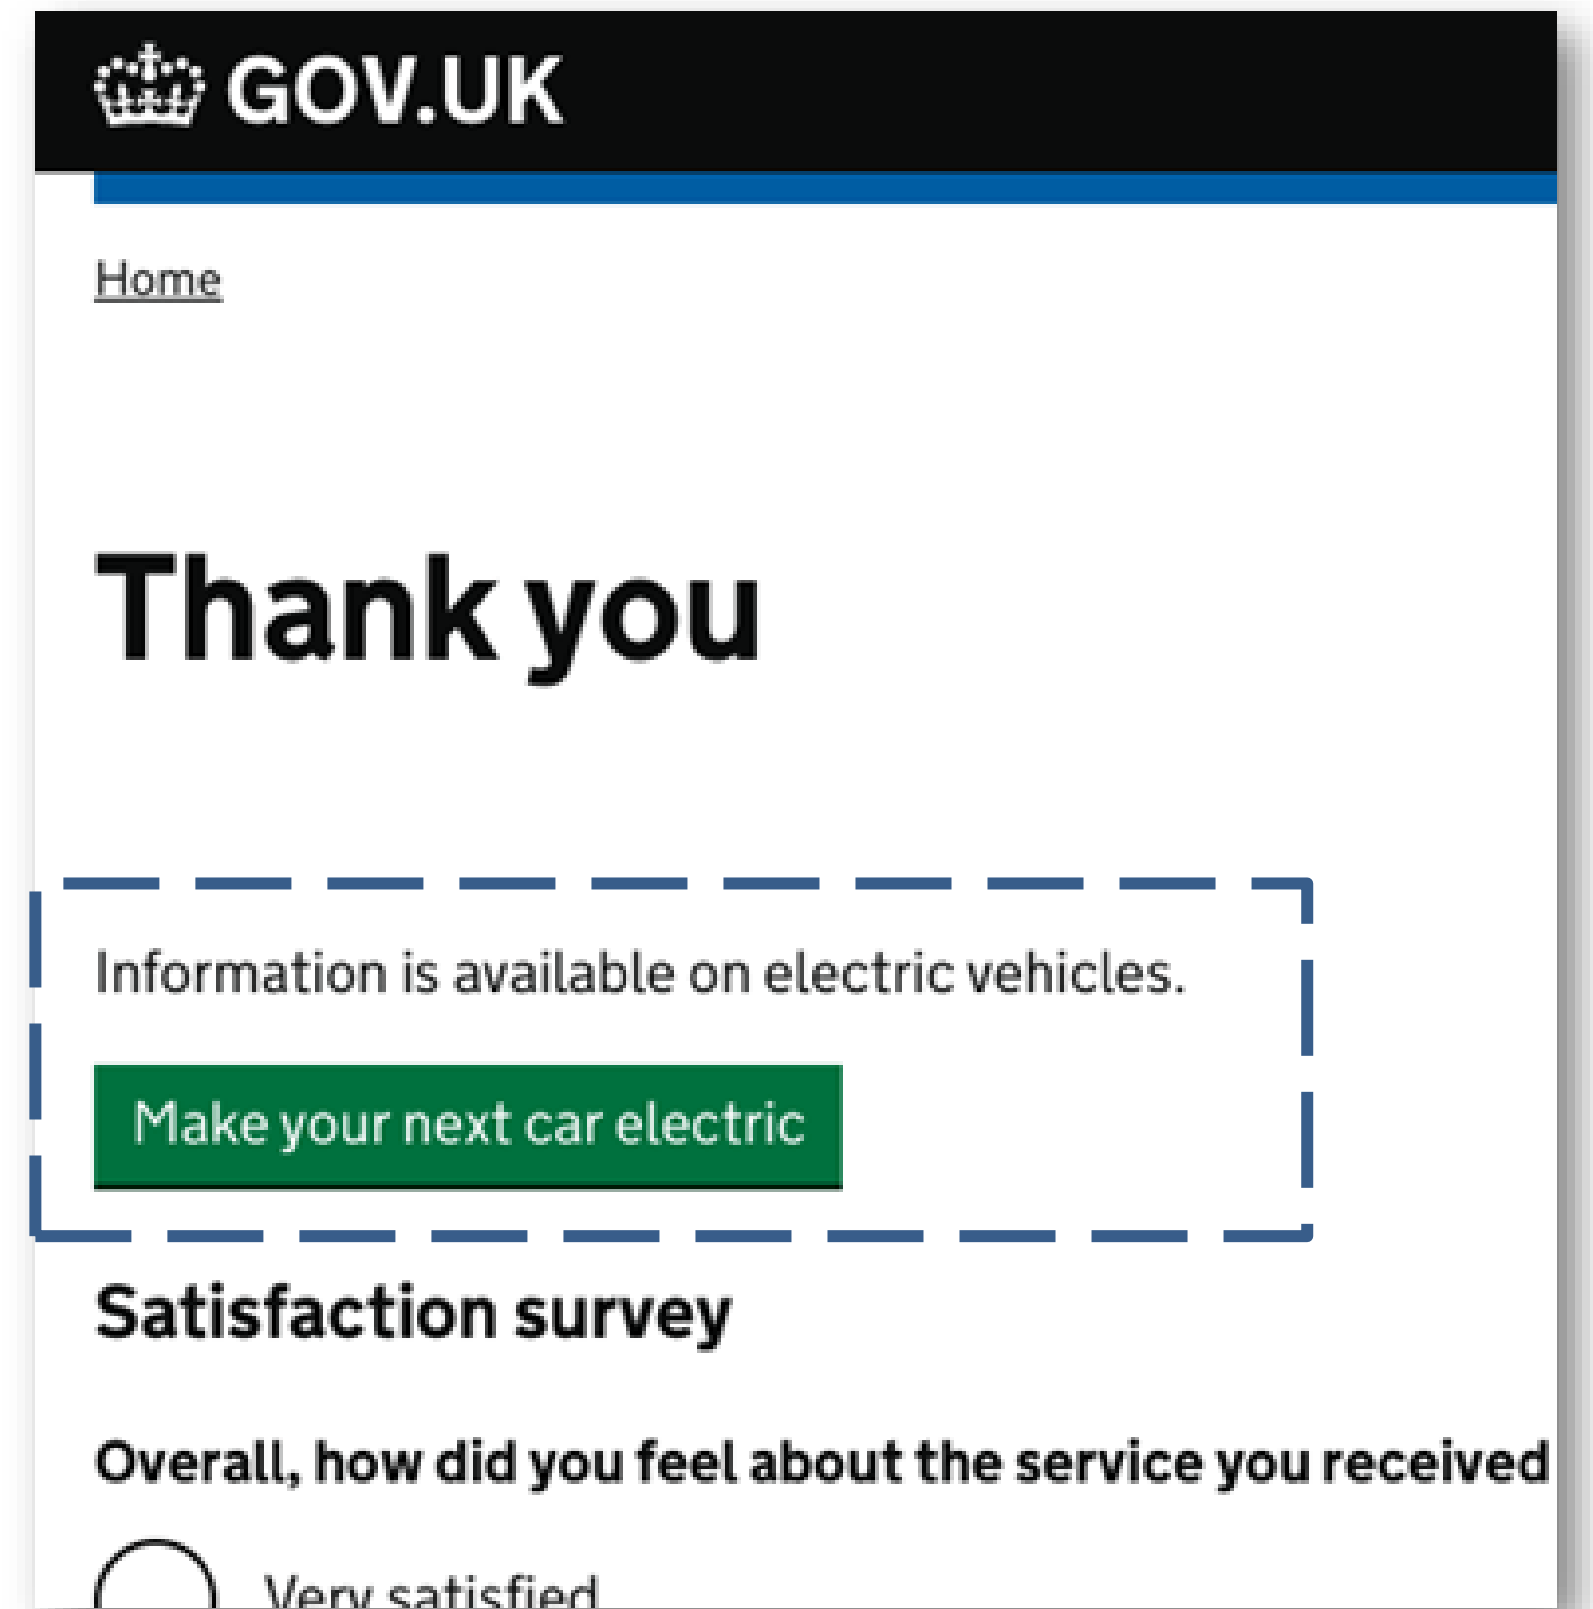 GOV.UK
Home
Thank you
Information is available on electric vehicles.
Make your next car electric
Satisfaction survey
Overall, how did you feel about the service you received
Very satisfied